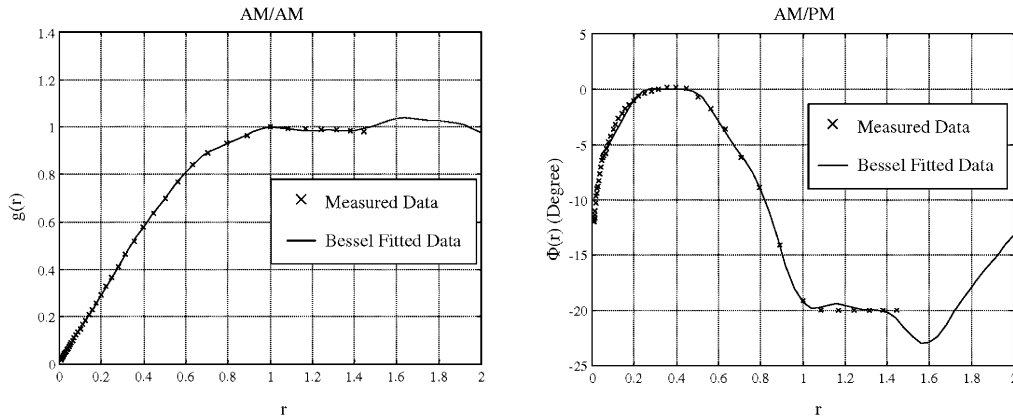 AM/AM
1.4
1.2
1
0.8
0.6
0.4
0.2
0
g(r)
× Measured Data
Bessel Fitted Data
0 0.2 0.4 0.6 0.8 1 1.2 1.4 1.6 1.8 2
r
AM/PM
5
0
-5
-10
-15
-20
-25
Φ(r) (Degree)
× Measured Data
Bessel Fitted Data
0 0.2 0.4 0.6 0.8 1 1.2 1.4 1.6 1.8 2
r